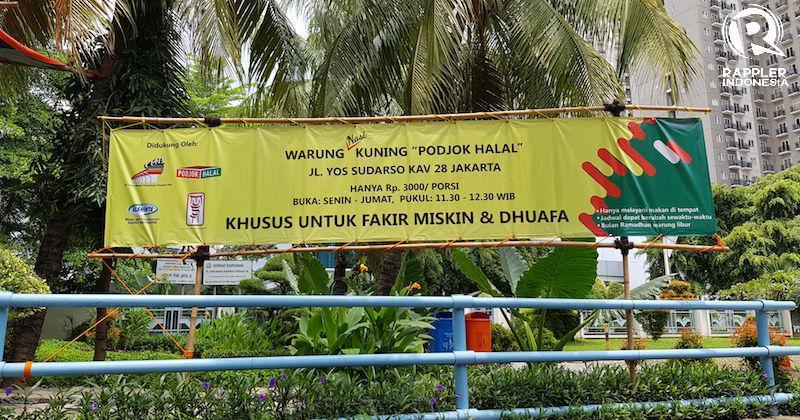 RAPPLER
INDONESIA
Didukung Oleh:
PODJOK HALAL
WARUNG Nasi KUNING "PODJOK HALAL"
JL. YOS SUDARSO KAV 28 JAKARTA
HANYA Rp. 3000/ PORSI
BUKA: SENIN - JUMAT, PUKUL: 11.30 - 12.30 WIB
KHUSUS UNTUK FAKIR MISKIN & DHUAFA
• Hanya melayani makan di tempat
• Jadwal dapat berubah sewaktu-waktu
• Bulan Ramadhan warung libur